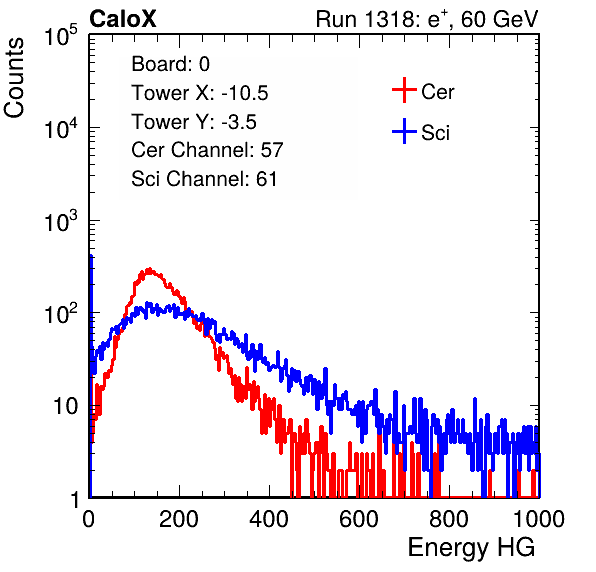 CaloX Run 1318: e⁺, 60 GeV
Counts
Board: 0
Tower X: -10.5
Tower Y: -3.5
Cer Channel: 57
Sci Channel: 61
Cer
Sci
10⁵
10⁴
10³
10²
10
1
0 200 400 600 800 1000
Energy HG